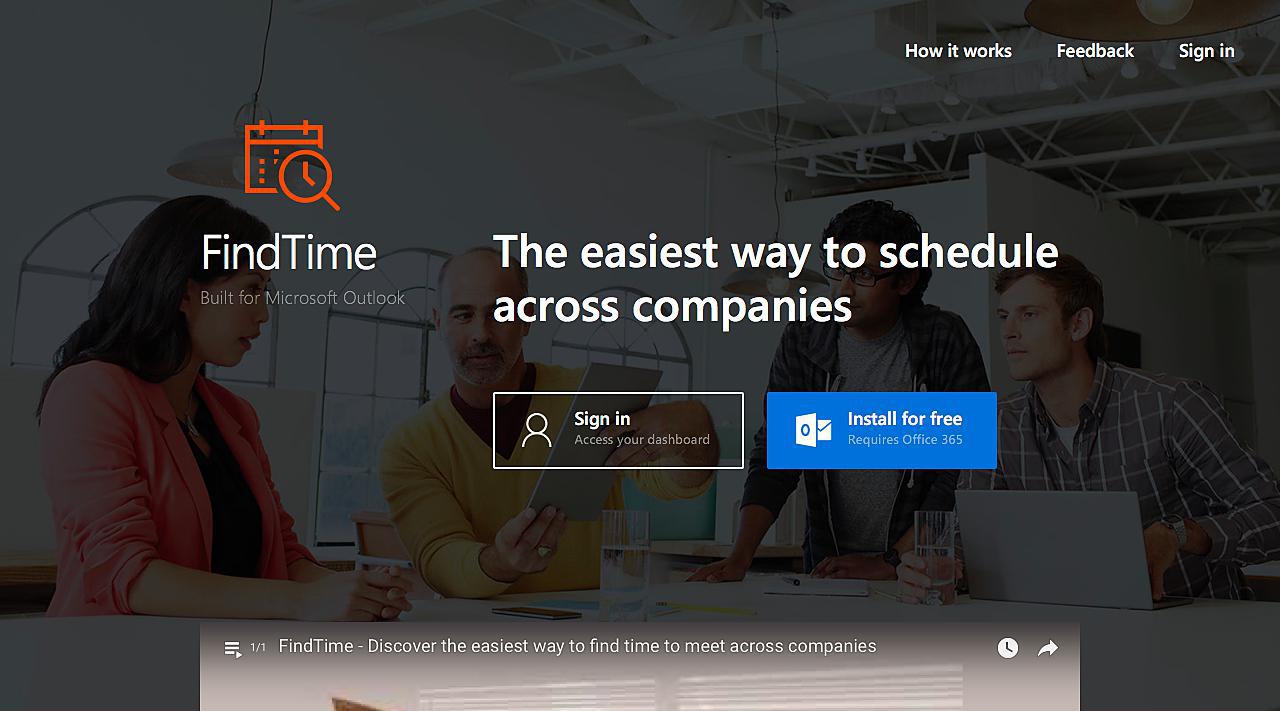 How it works Feedback Sign in
FindTime
Built for Microsoft Outlook
The easiest way to schedule
across companies
Sign in
Access your dashboard
Install for free
Requires Office 365
1/1 FindTime - Discover the easiest way to find time to meet across companies